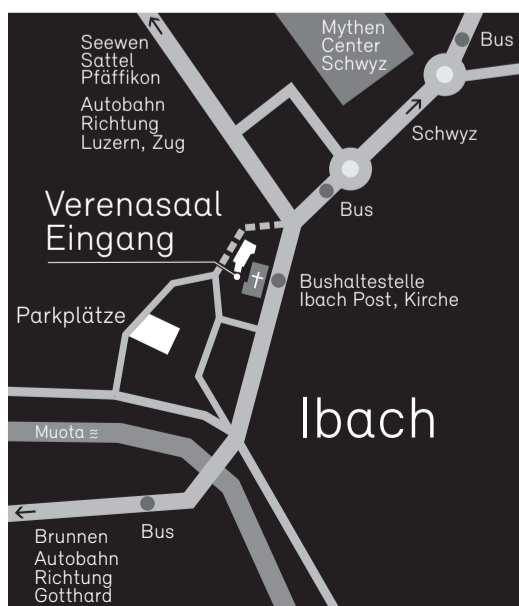 Seewen
Sattel
Pfäffikon
Autobahn
Richtung
Luzern, Zug
Mythen
Center
Schwyz
Bus
Schwyz
Bus
Verenasaal
Eingang
Bushaltestelle
Ibach Post, Kirche
Parkplätze
Ibach
Muota
Bus
Brunnen
Autobahn
Richtung
Gotthard